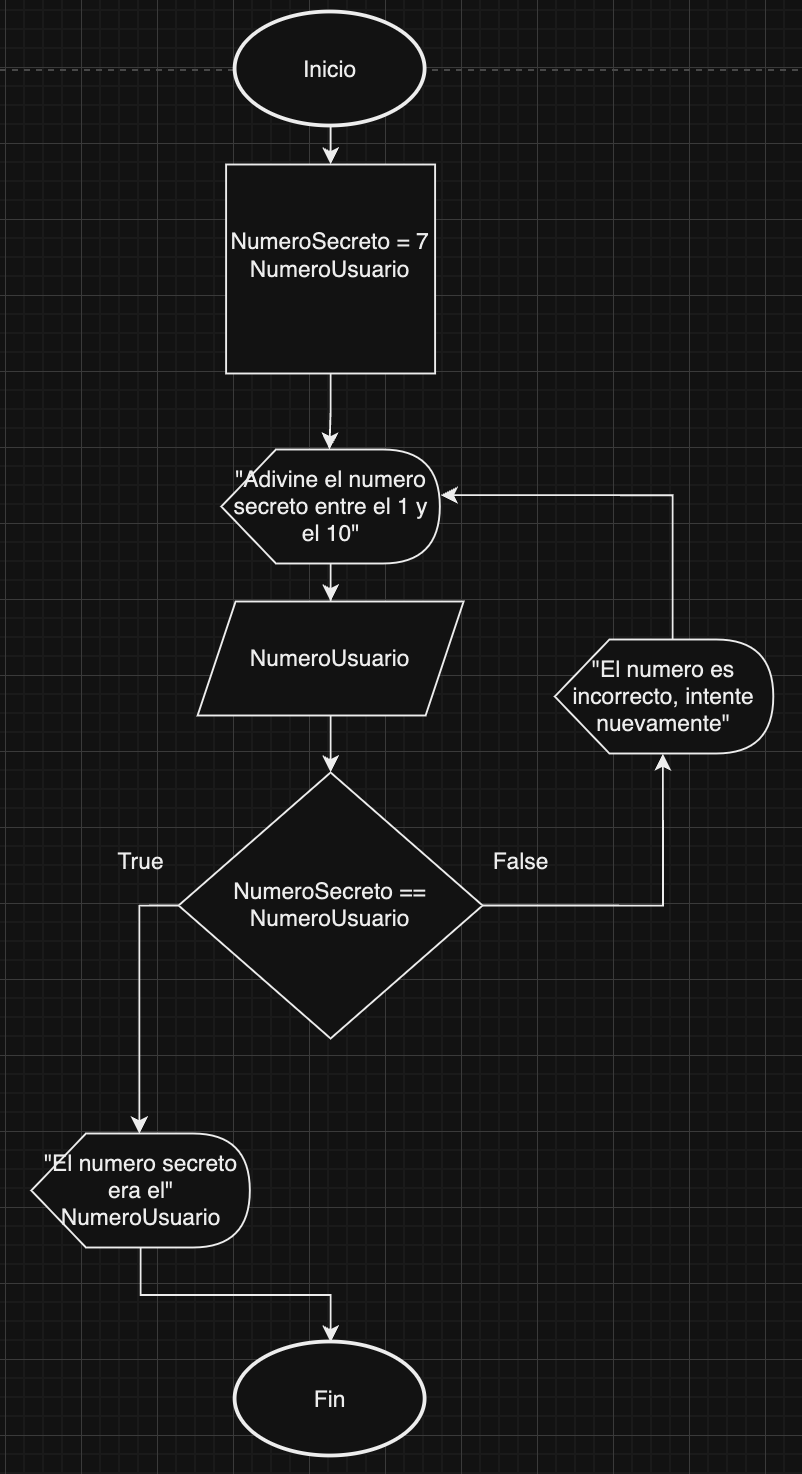 Inicio
NumeroSecreto = 7
NumeroUsuario
"Adivine el numero
secreto entre el 1 y
el 10"
NumeroUsuario
"El numero es
incorrecto, intente
nuevamente"
True
False
NumeroSecreto ==
NumeroUsuario
"El numero secreto
era el"
NumeroUsuario
Fin